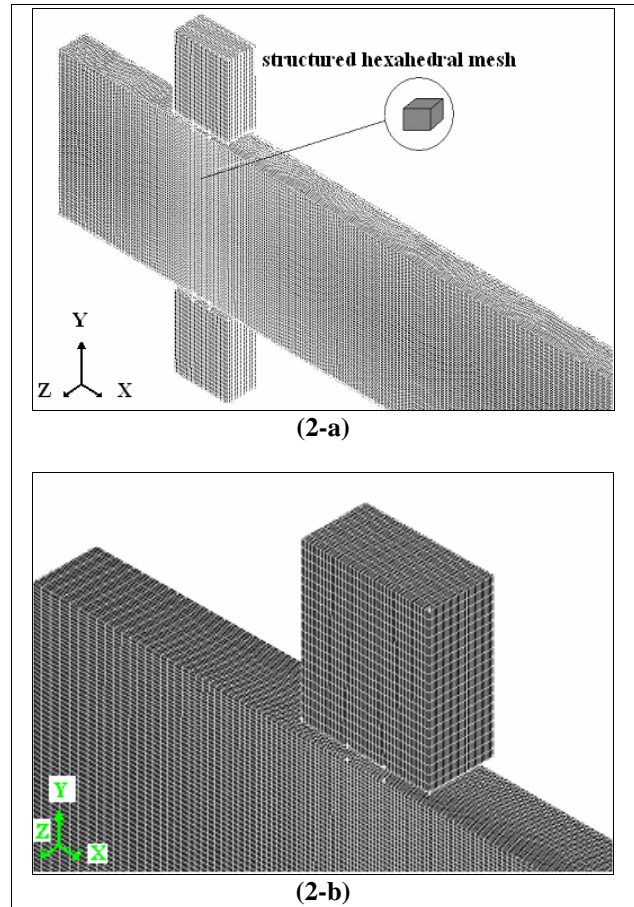 structured hexahedral mesh
Y
Z X
(2-a)
Y
Z
X
(2-b)